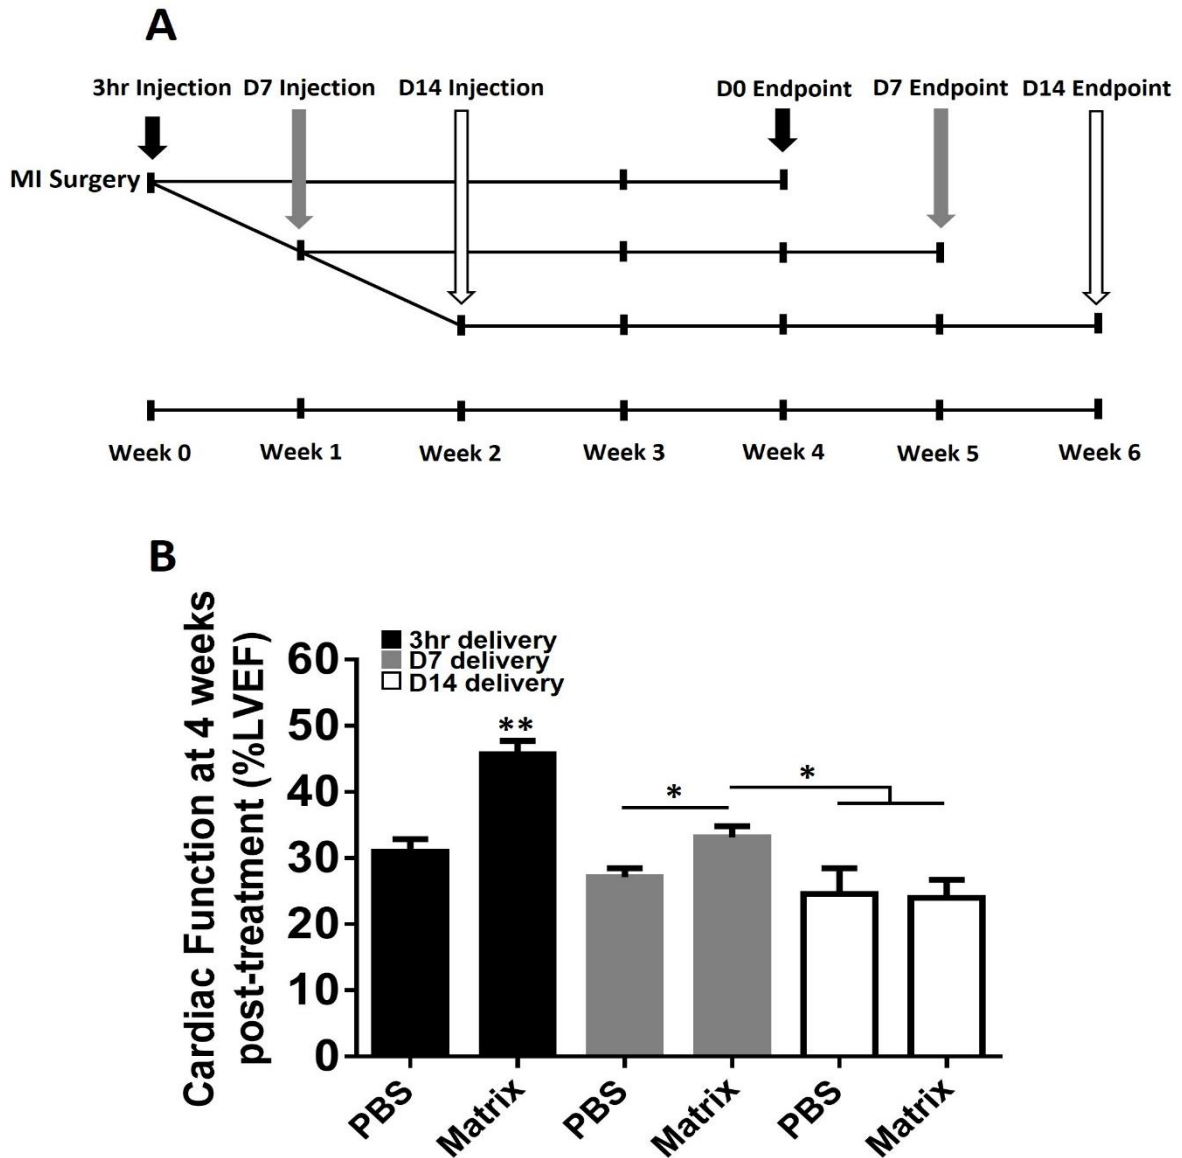 A
3hr Injection D7 Injection D14 Injection D0 Endpoint D7 Endpoint D14 Endpoint
MI Surgery
Week 0 Week 1 Week 2 Week 3 Week 4 Week 5 Week 6
B
Cardiac Function at 4 weeks
post-treatment (%LVEF)
3hr delivery
D7 delivery
D14 delivery
60
50
40
30
20
10
0
**
*
*
PBS Matrix PBS Matrix PBS Matrix